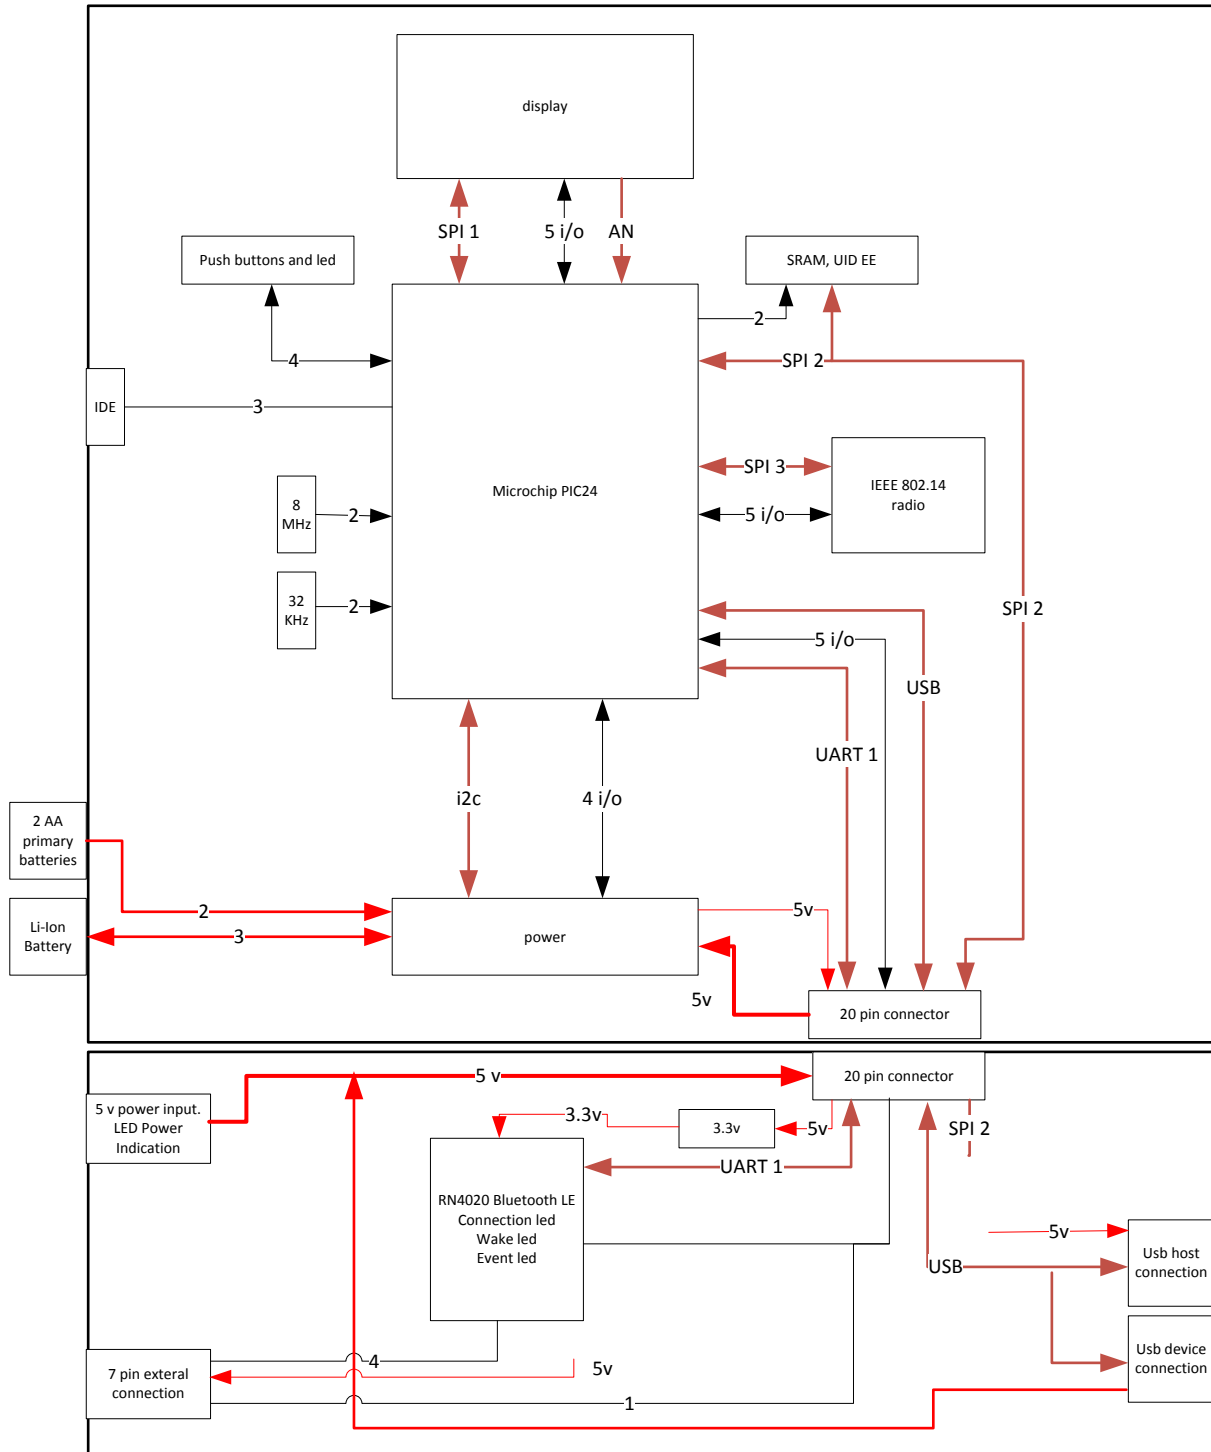 display
SPI 1
5 i/o
AN
Push buttons and led
SRAM, UID EE
2
4
SPI 2
IDE
3
Microchip PIC24
SPI 3
IEEE 802.14
radio
8
MHz
2
5 i/o
32
KHz
2
SPI 2
5 i/o
USB
UART 1
i2c
4 i/o
2 AA
primary
batteries
2
Li-Ion
Battery
3
power
5v
5v
20 pin connector
5 v
20 pin connector
5 v power input.
LED Power
Indication
3.3v
3.3v
5v
SPI 2
UART 1
RN4020 Bluetooth LE
Connection led
Wake led
Event led
5v
USB
Usb host
connection
Usb device
connection
7 pin exteral
connection
4
5v
1